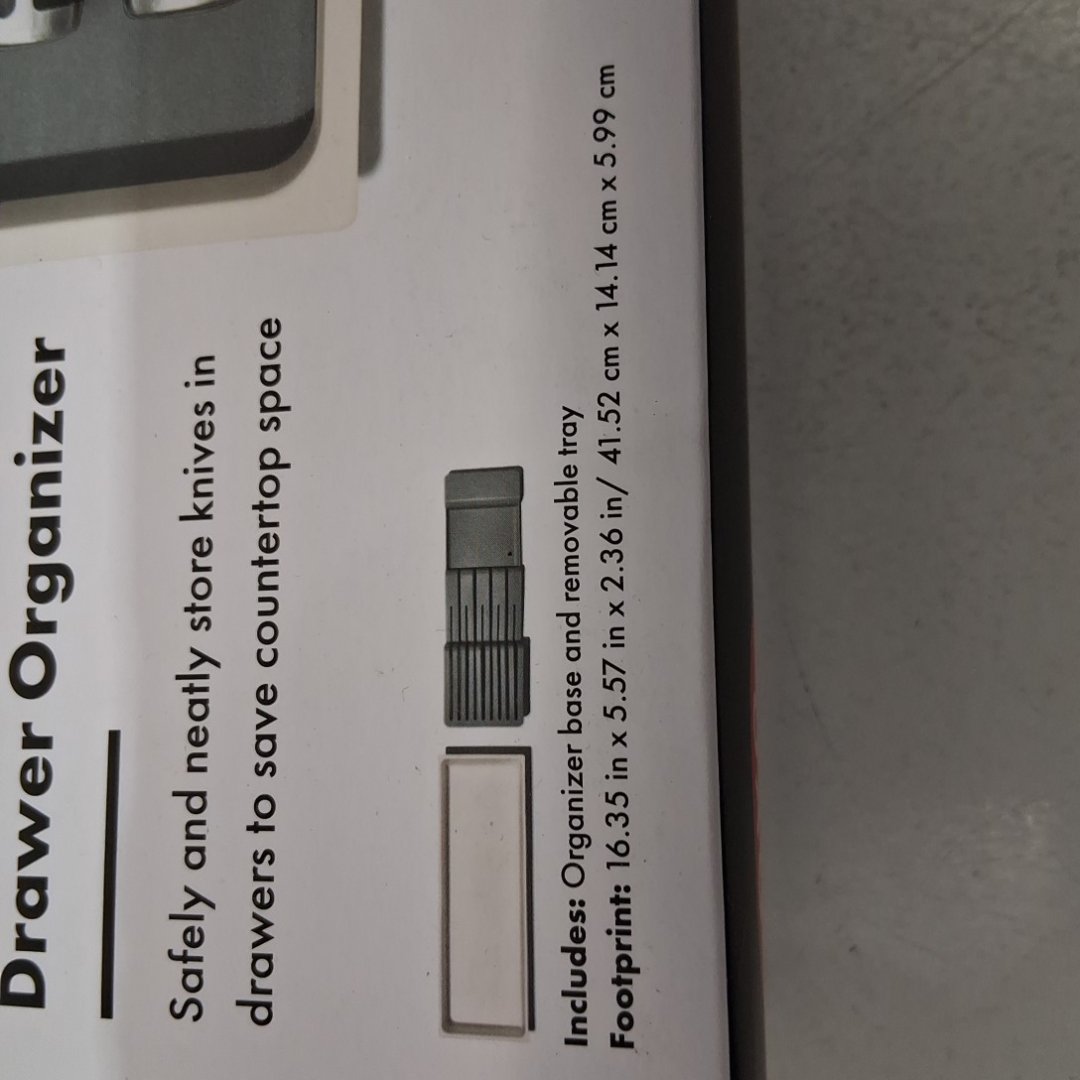 Drawer Organizer
Safely and neatly store knives in
drawers to save countertop space
Includes: Organizer base and removable tray
Footprint: 16.35 in x 5.57 in x 2.36 in/ 41.52 cm x 14.14 cm x 5.99 cm